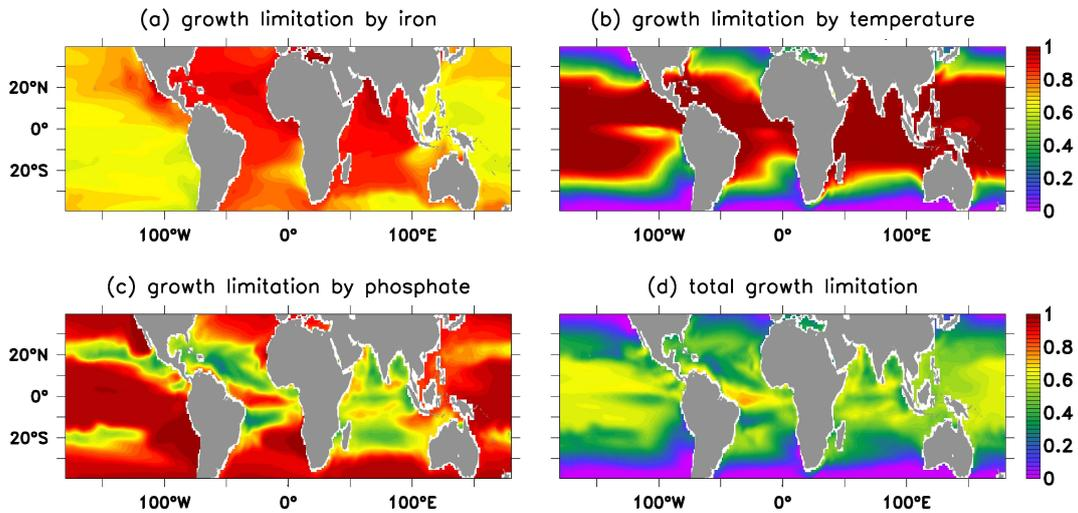 (a) growth limitation by iron
(b) growth limitation by temperature
20°N
0°
20°S
100°W 0° 100°E
100°W 0° 100°E
1
0.8
0.6
0.4
0.2
0
(c) growth limitation by phosphate
(d) total growth limitation
20°N
0°
20°S
100°W 0° 100°E
100°W 0° 100°E
1
0.8
0.6
0.4
0.2
0